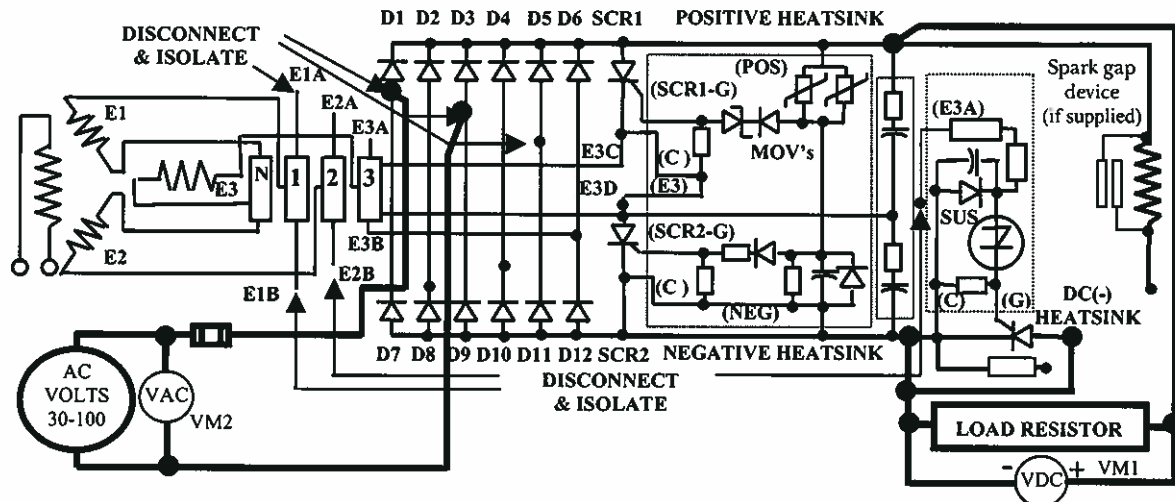 D1 D2 D3 D4 D5 D6 SCR1 POSITIVE HEATSINK
DISCONNECT
& ISOLATE
E1A
E2A
E3A
E1
E3
E2
N
1
2
3
E3C
E3D
E3B
E2B
E1B
(POS)
(SCR1-G)
MOV's
(C )
(E3)
(SCR2-G)
(C )
(NEG)
(E3A)
SUS
(C)
(G)
Spark gap
device
(if supplied)
DC(-)
HEATSINK
D7 D8 D9 D10 D11 D12 SCR2 NEGATIVE HEATSINK
DISCONNECT
& ISOLATE
AC
VOLTS
30-100
VAC
VM2
LOAD RESISTOR
- VDC + VM1